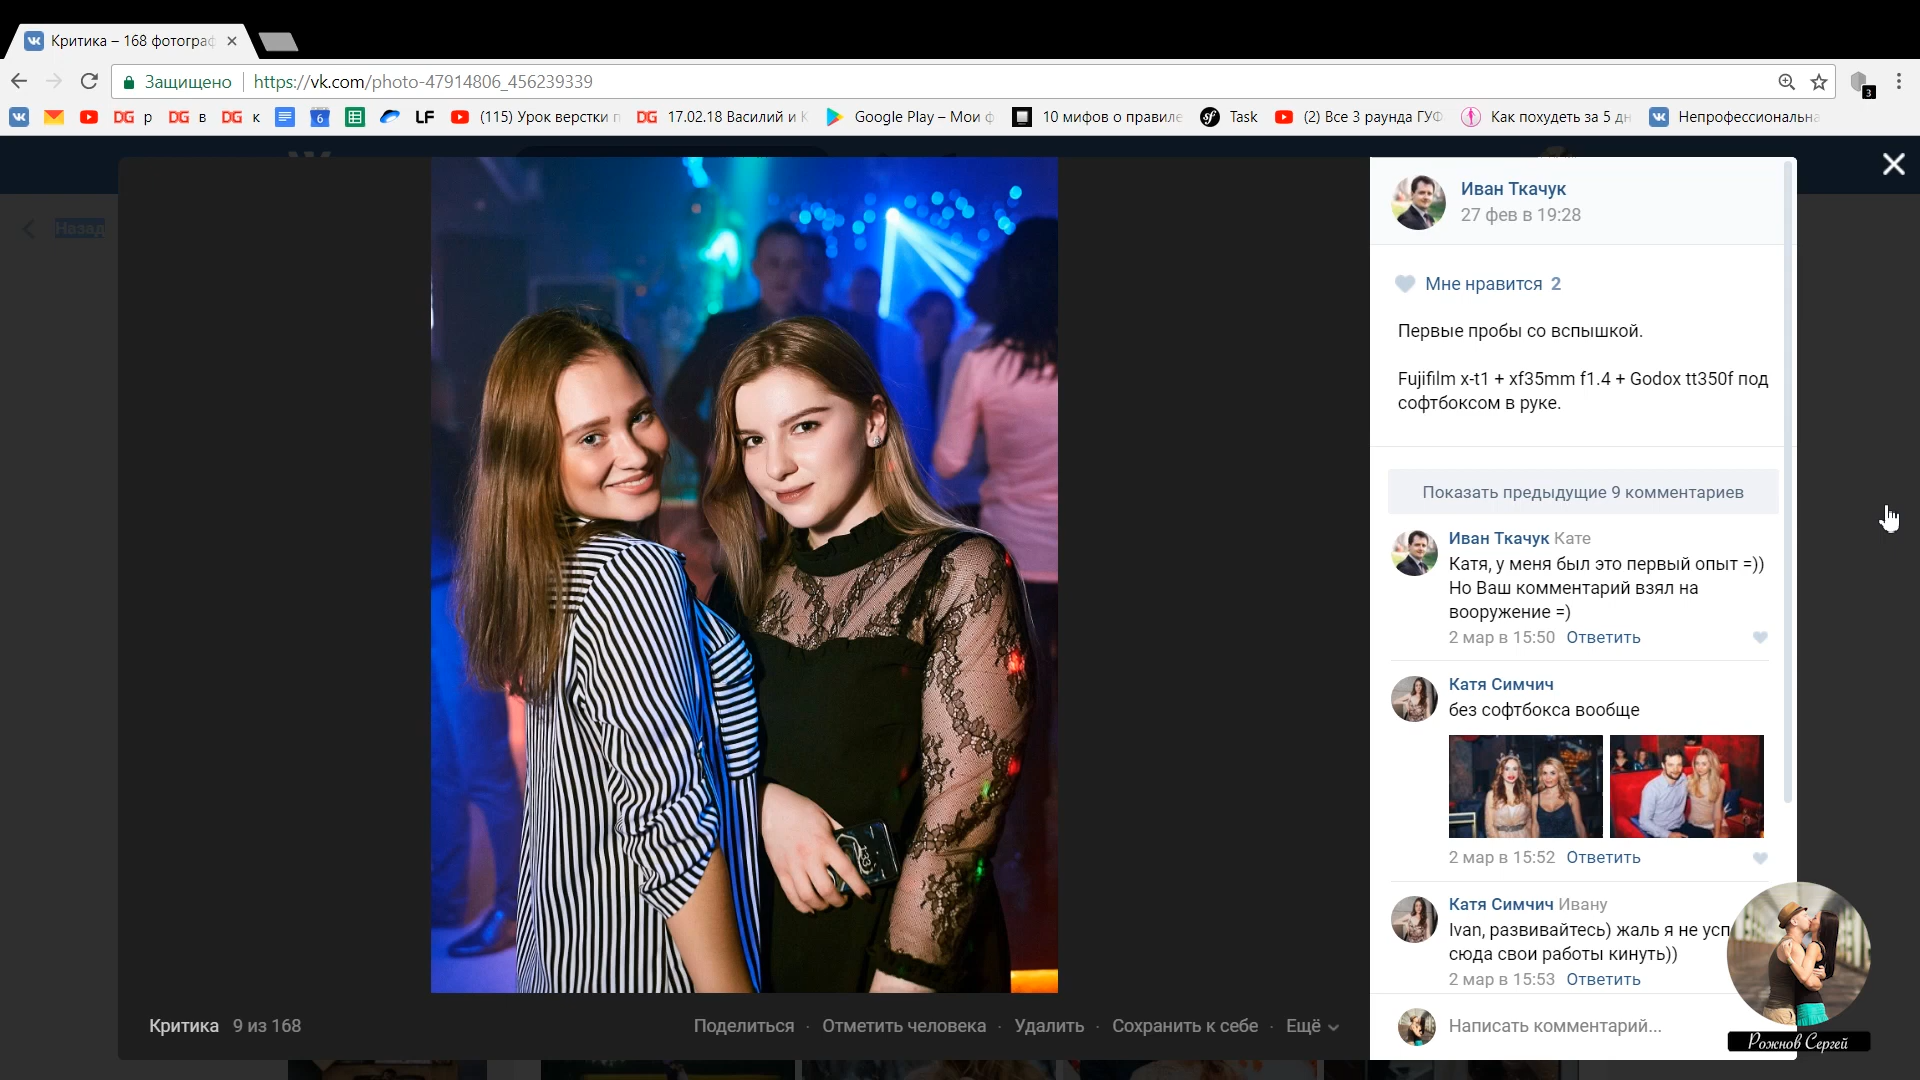 Критика – 168 фотограф
Защищено
https://vk.com/photo-47914806_456239339
3
DG р
DG в
DG к
6
LF
(115) Урок верстки
DG 17.02.18 Василий и
Google Play – Мои ф
10 мифов о правиле
Task
(2) Все 3 раунда ГУФ
Как похудеть за 5 дн
Непрофессиональна
Назад
Иван Ткачук
27 фев в 19:28
Мне нравится 2
Первые пробы со вспышкой.
Fujifilm x-t1 + xf35mm f1.4 + Godox tt350f под
софтбоксом в руке.
Показать предыдущие 9 комментариев
Иван Ткачук Кате
Катя, у меня был это первый опыт =))
Но Ваш комментарий взял на
вооружение =)
2 мар в 15:50 Ответить
Катя Симчич
без софтбокса вообще
2 мар в 15:52 Ответить
Катя Симчич Ивану
Ivan, развивайтесь) жаль я не усп
сюда свои работы кинуть))
2 мар в 15:53 Ответить
Написать комментарий...
Рожнов Сергей
Критика 9 из 168
Поделиться · Отметить человека · Удалить · Сохранить к себе · Ещё